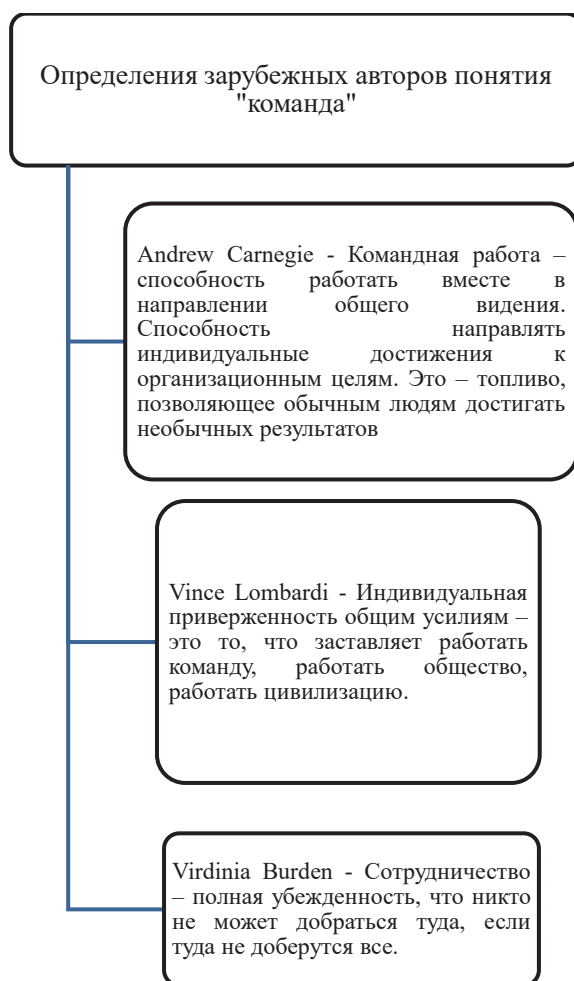 Определения зарубежных авторов понятия
"команда"
Andrew Carnegie - Командная работа –
способность работать вместе в
направлении общего видения.
Способность направлять
индивидуальные достижения к
организационным целям. Это – топливо,
позволяющее обычным людям достигать
необычных результатов
Vince Lombardi - Индивидуальная
приверженность общим усилиям –
это то, что заставляет работать
команду, работать общество,
работать цивилизацию.
Virdinia Burden - Сотрудничество
– полная убежденность, что никто
не может добраться туда, если
туда не доберутся все.